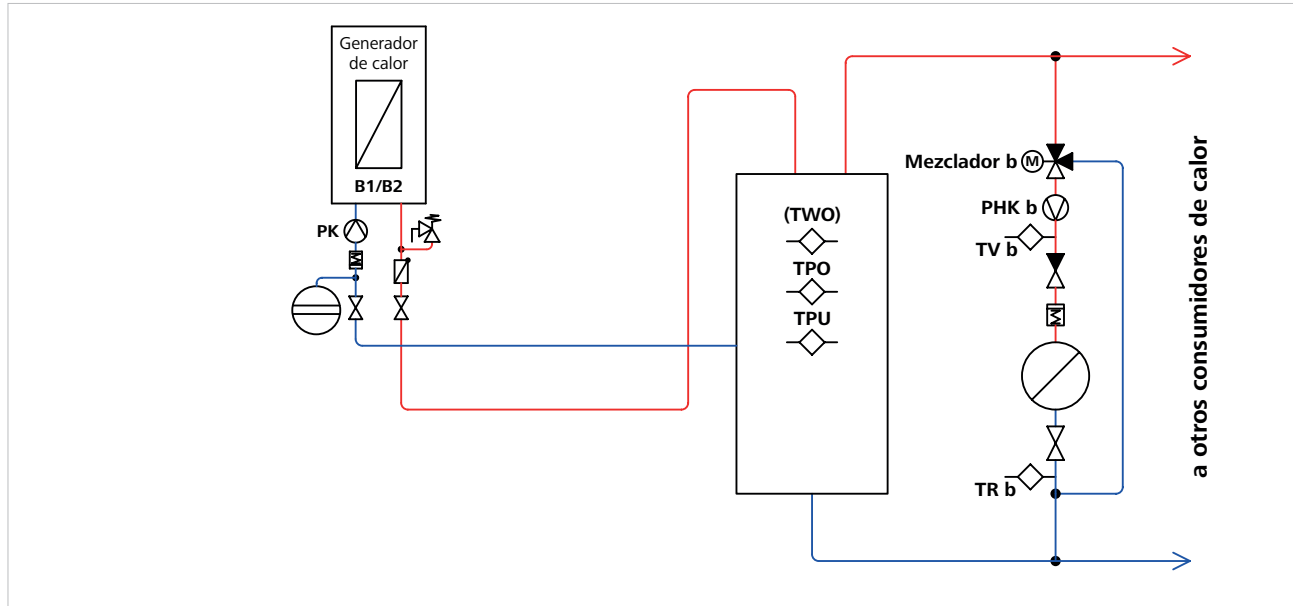 Generador
de calor
B1/B2
PK
(TWO)
TPO
TPU
Mezclador b
M
PHK b
TV b
TR b
a otros consumidores de calor